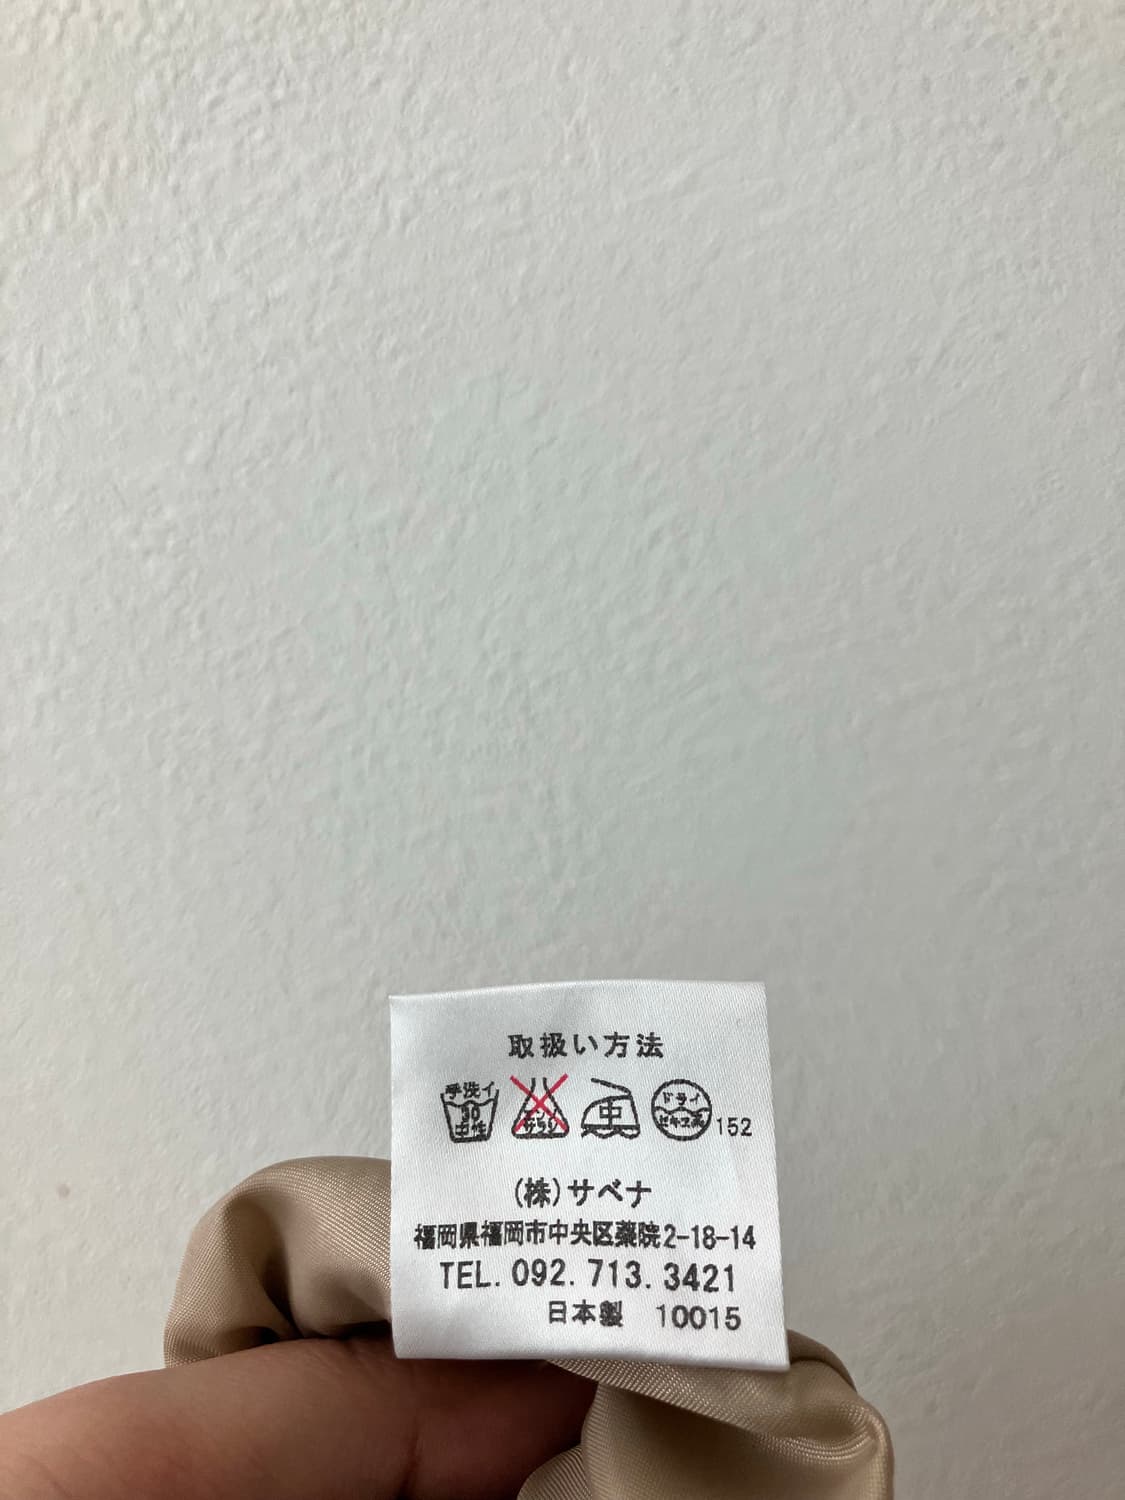 取扱い方法
手洗イ 30 中性 エンソサラシ 中 ドライ セキユ系 152
(株)サベナ
福岡県福岡市中央区薬院2-18-14
TEL. 092. 713. 3421
日本製 10015